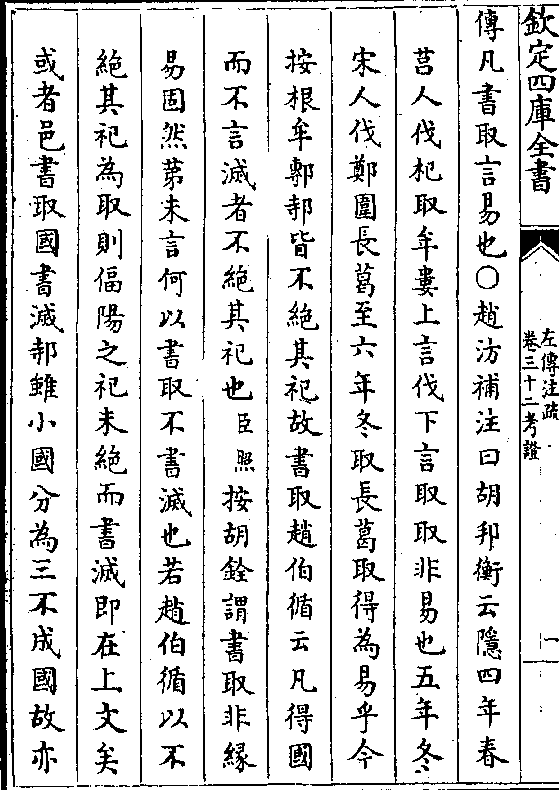 欽定四庫全書
左傳注疏
卷三十二考證
一
傳凡書取言易也○趙汸補注曰胡邦衡云隱四年春
莒人伐杞取牟婁上言伐下言取取非易也五年冬
宋人伐鄭圍長葛至六年冬取長葛取得為易乎今
按根牟鄟邿皆不絶其祀故書取趙伯循云凡得國
而不言滅者不絶其祀也臣照按胡銓謂書取非縁
易固然苐未言何以書取不書滅也若趙伯循以不
絶其祀為取則偪陽之祀未絶而書滅即在上文矣
或者邑書取國書滅邿雖小國分為三不成國故亦